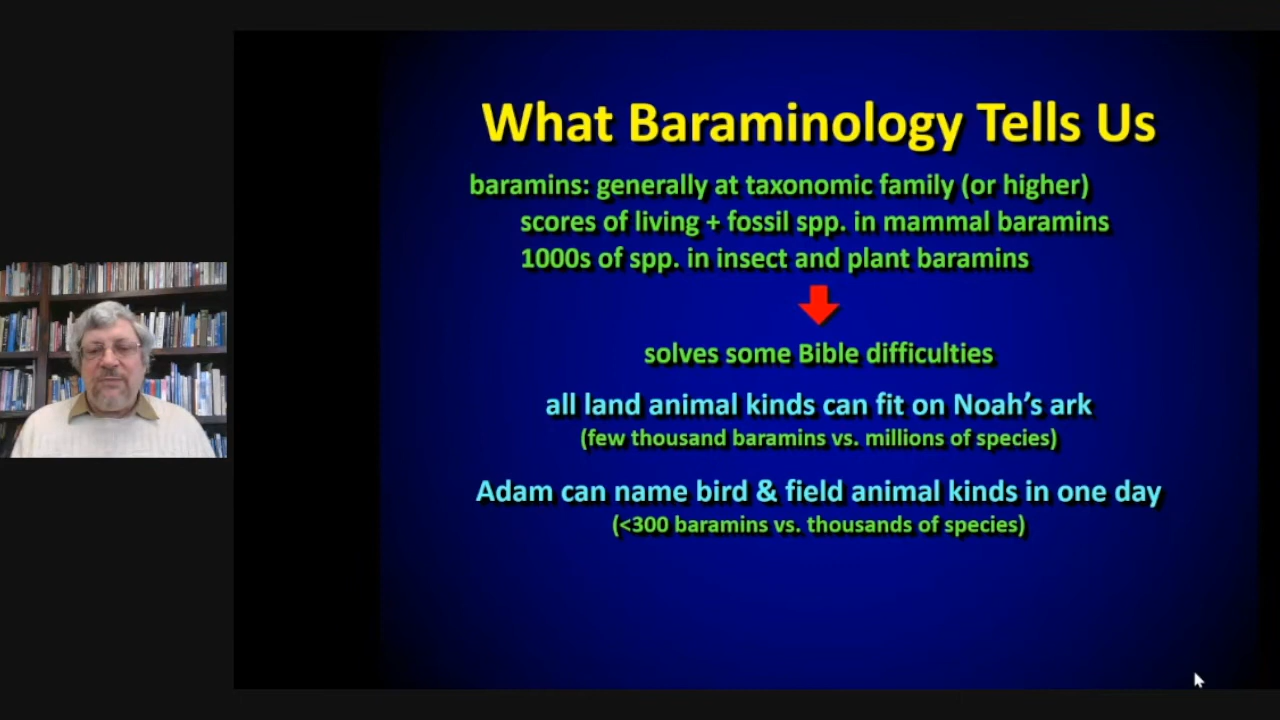 What Baraminology Tells Us
baramins: generally at taxonomic family (or higher)
scores of living + fossil spp. in mammal baramins
1000s of spp. in insect and plant baramins
solves some Bible difficulties
all land animal kinds can fit on Noah’s ark
(few thousand baramins vs. millions of species)
Adam can name bird & field animal kinds in one day
(<300 baramins vs. thousands of species)